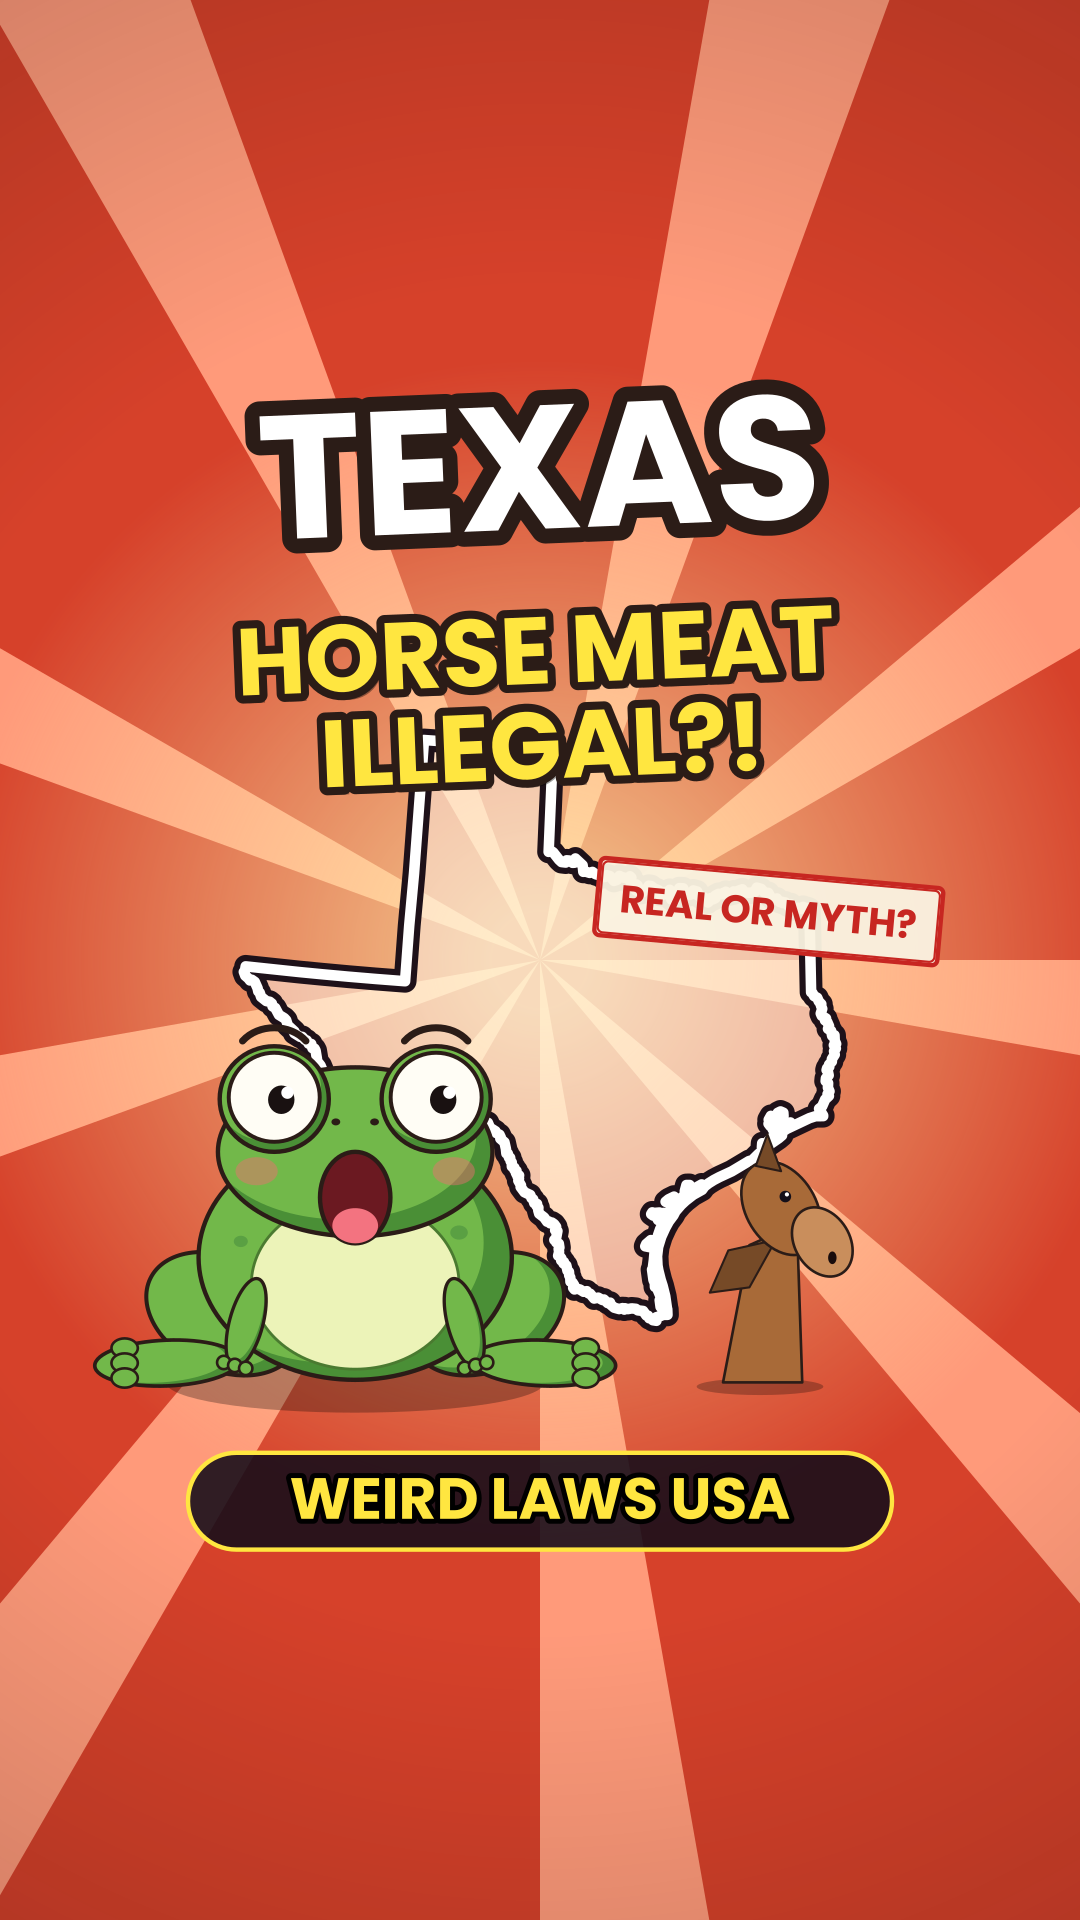 TEXAS
HORSE MEAT
ILLEGAL?!
REAL OR MYTH?
WEIRD LAWS USA